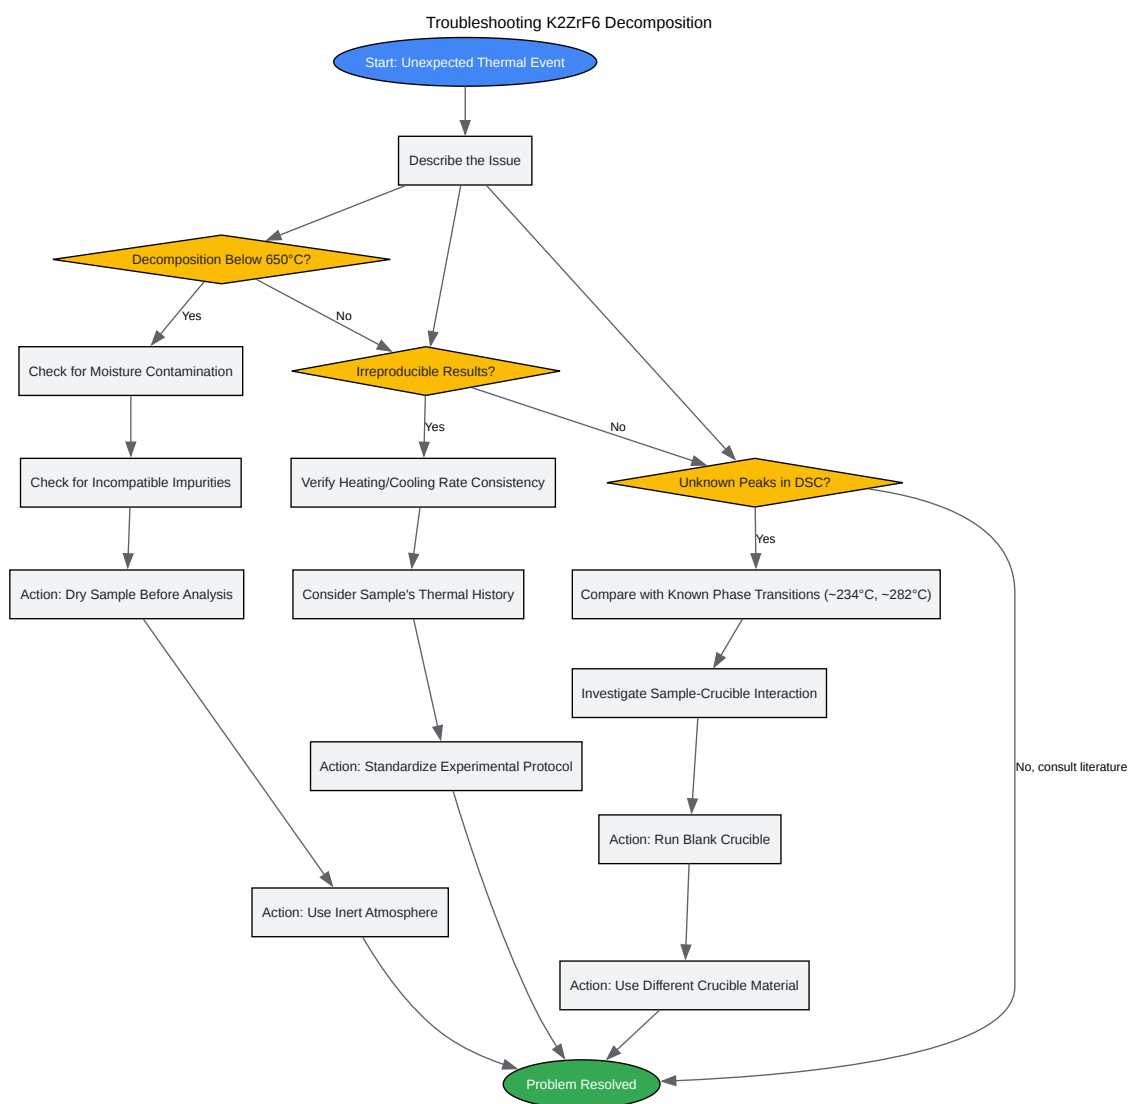 Troubleshooting K2ZrF6 Decomposition
Start: Unexpected Thermal Event
Describe the Issue
Decomposition Below 650°C?
Yes
No
Check for Moisture Contamination
Irreproducible Results?
Yes
No
Check for Incompatible Impurities
Verify Heating/Cooling Rate Consistency
Unknown Peaks in DSC?
Yes
Action: Dry Sample Before Analysis
Consider Sample's Thermal History
Compare with Known Phase Transitions (~234°C, ~282°C)
Investigate Sample-Crucible Interaction
Action: Standardize Experimental Protocol
No, consult literature
Action: Run Blank Crucible
Action: Use Inert Atmosphere
Action: Use Different Crucible Material
Problem Resolved